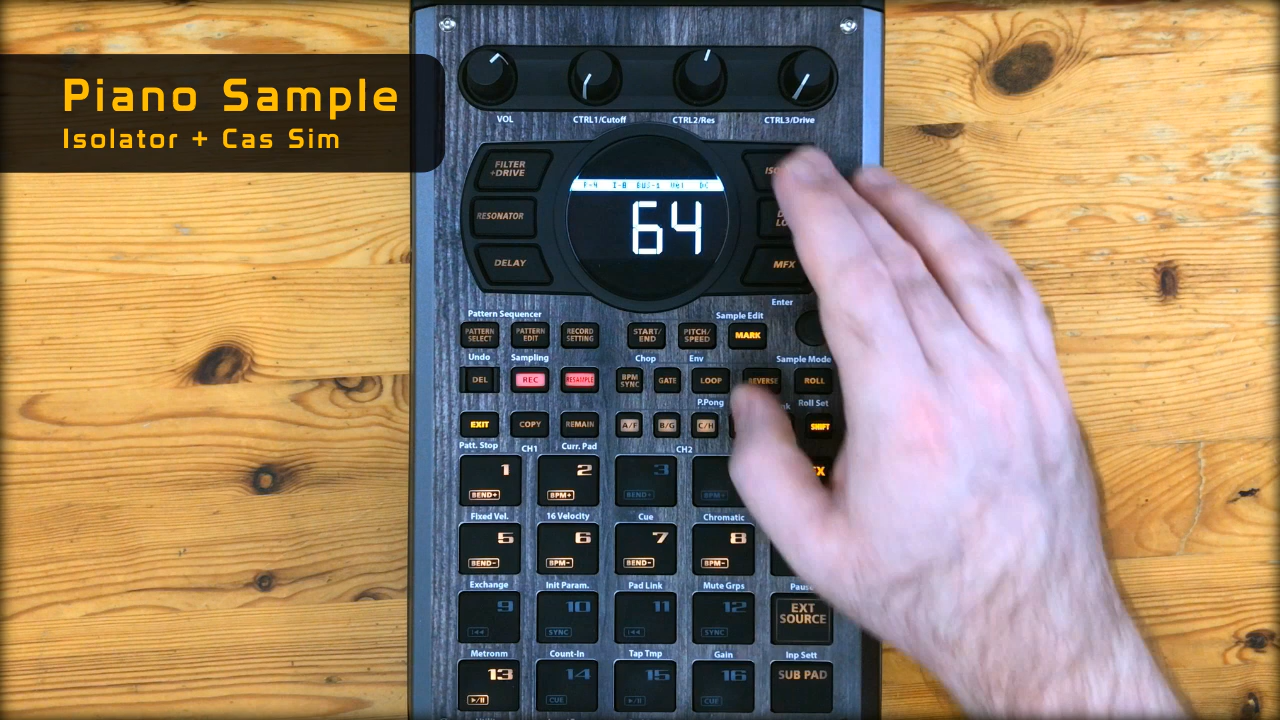 Piano Sample
Isolator + Cas Sim
VOL CTRL1/Cutoff CTRL2/Res CTRL3/Drive
FILTER
+DRIVE
RESONATOR
DELAY
64
MFX
Enter
Pattern Sequencer Sample Edit
PATTERN SELECT PATTERN EDIT RECORD SETTING START/ END PITCH/ SPEED MARK
Undo Sampling Chop Env Sample Mode
DEL REC RESAMPLE BPM SYNC GATE LOOP REVERSE ROLL
P.Pong Roll Set
EXIT COPY REMAIN A/F B/G C/H SHIFT
Patt. Stop CH1 Curr. Pad CH2
1 2 3
BEND+ BPM+ BEND+ BPM+
Fixed Vel. 16 Velocity Cue Chromatic
5 6 7 8
BEND- BPM- BEND- BPM-
Exchange Init Param. Pad Link Mute Grps
9 10 11 12 EXT SOURCE
I◀◀ SYNC I◀◀ SYNC
Metronm Count-In Tap Tmp Gain Inp Sett
13 14 15 16 SUB PAD
▶/II CUE ▶/II CUE